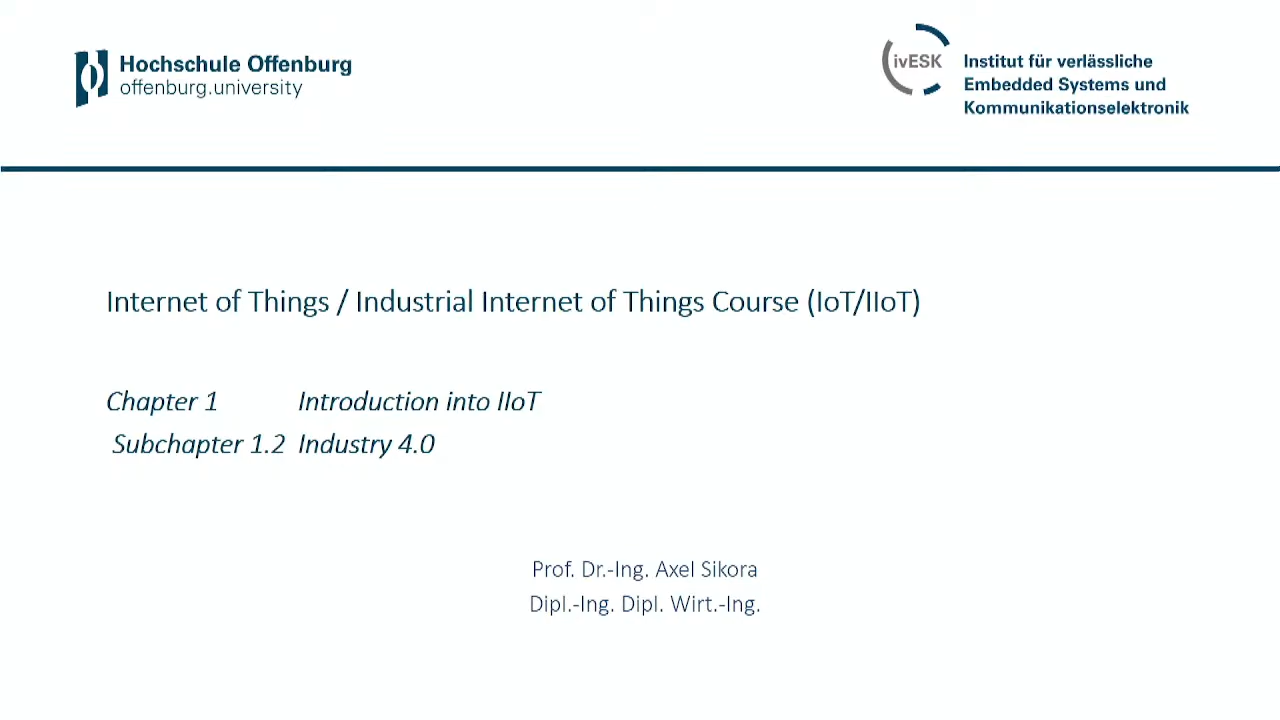 Hochschule Offenburg
offenburg.university
ivESK
Institut für verlässliche
Embedded Systems und
Kommunikationselektronik
Internet of Things / Industrial Internet of Things Course (IoT/IIoT)
Chapter 1 Introduction into IIoT
Subchapter 1.2 Industry 4.0
Prof. Dr.-Ing. Axel Sikora
Dipl.-Ing. Dipl. Wirt.-Ing.